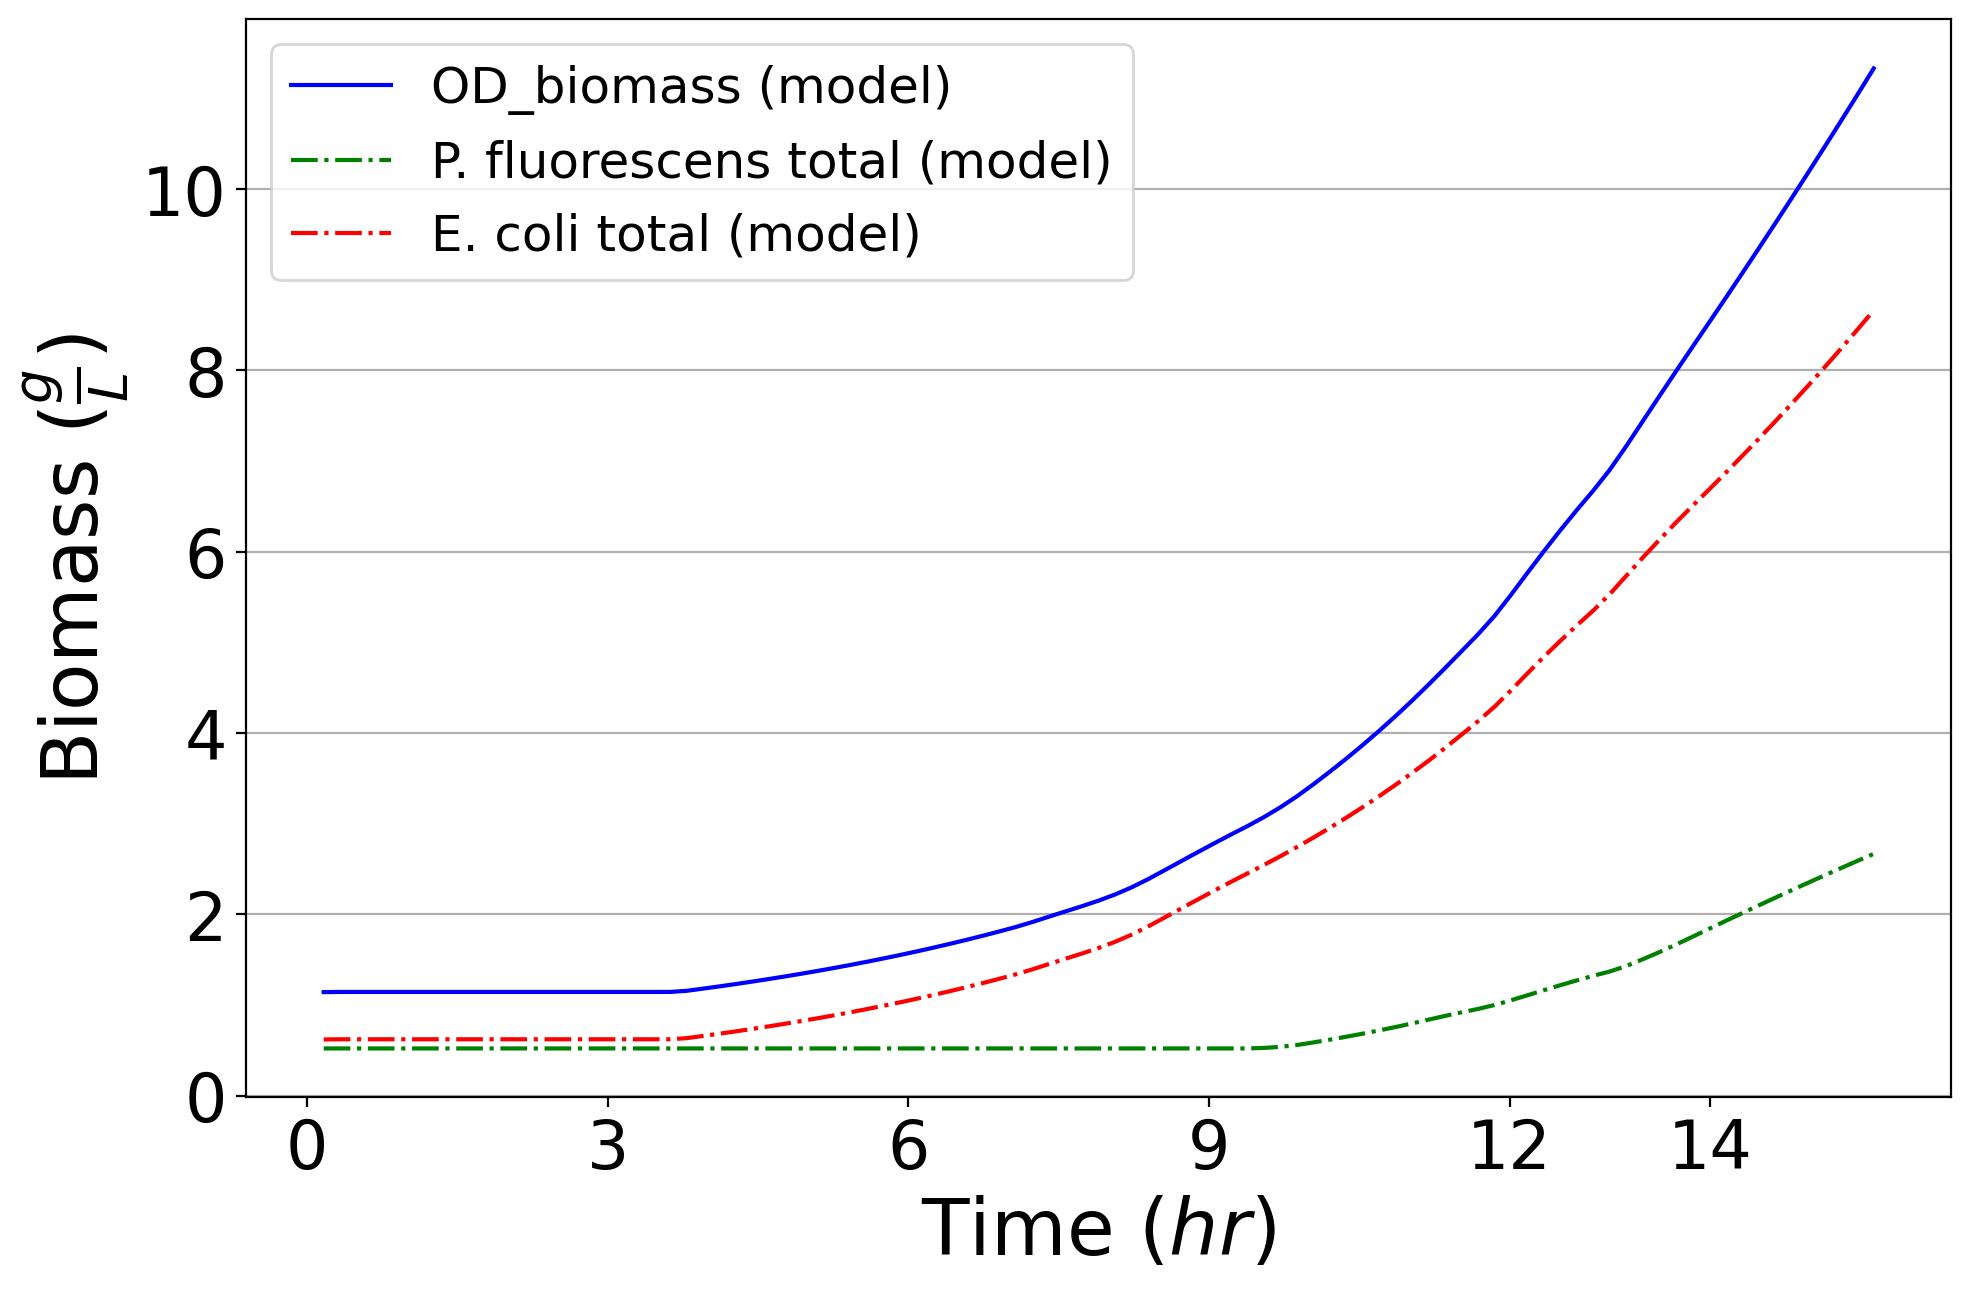 OD_biomass (model)
P. fluorescens total (model)
E. coli total (model)
10
8
6
4
2
0
Biomass (g/L)
0 3 6 9 12 14
Time (hr)